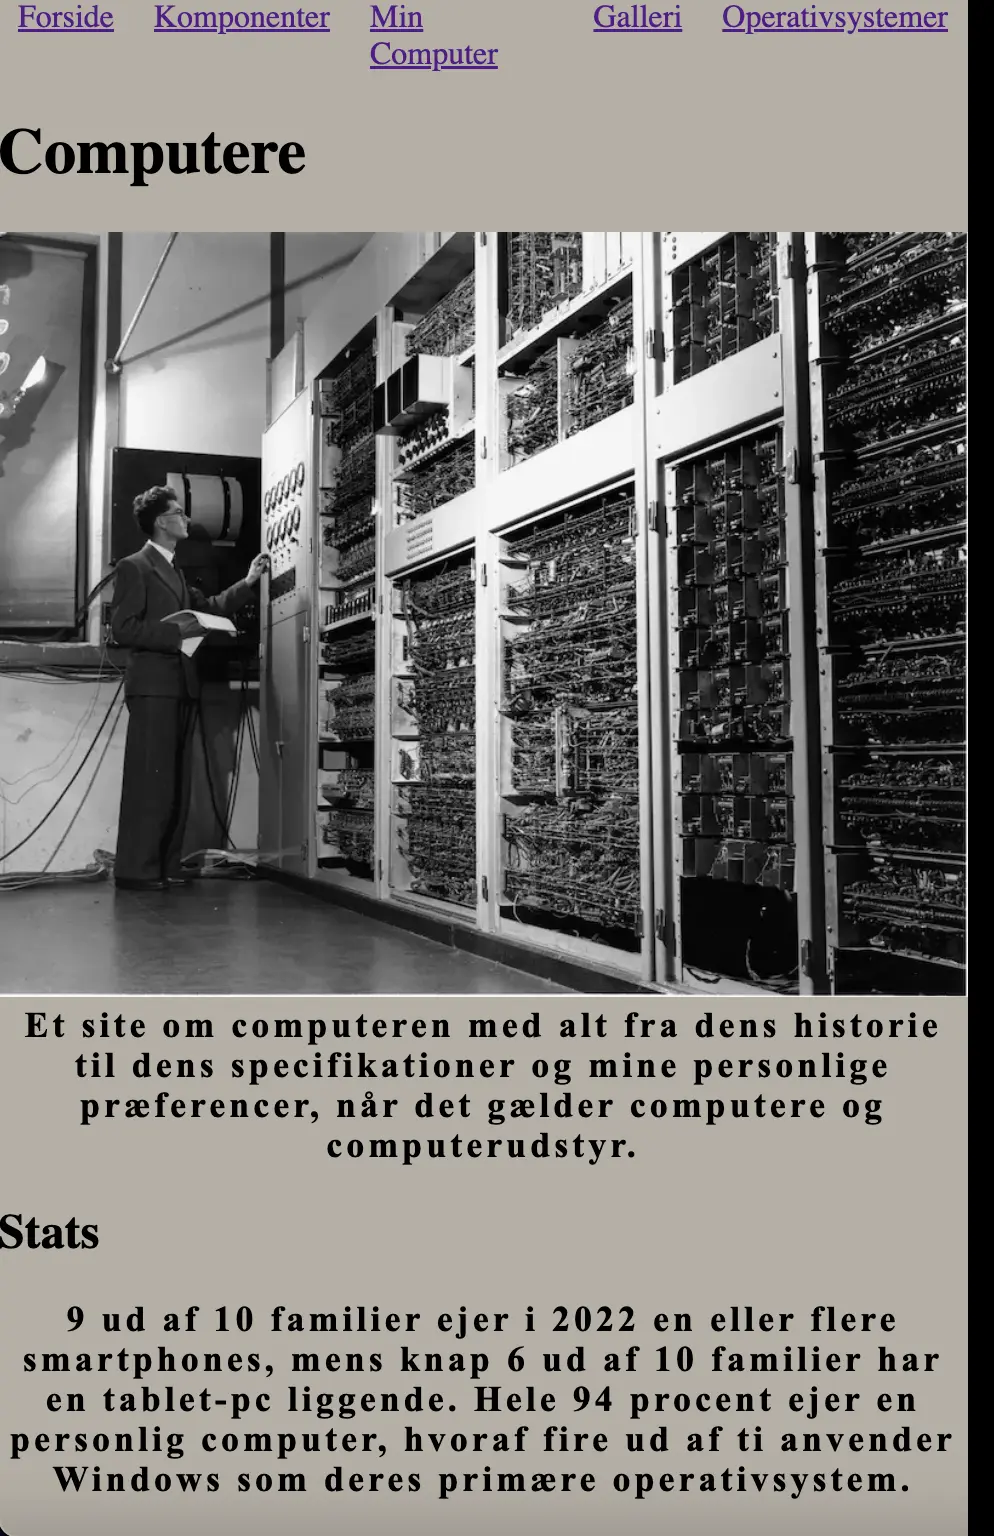 Forside Komponenter Min Computer Galleri Operativsystemer
Computere
Et site om computeren med alt fra dens historie
til dens specifikationer og mine personlige
præferencer, når det gælder computere og
computerudstyr.
Stats
9 ud af 10 familier ejer i 2022 en eller flere
smartphones, mens knap 6 ud af 10 familier har
en tablet-pc liggende. Hele 94 procent ejer en
personlig computer, hvoraf fire ud af ti anvender
Windows som deres primære operativsystem.